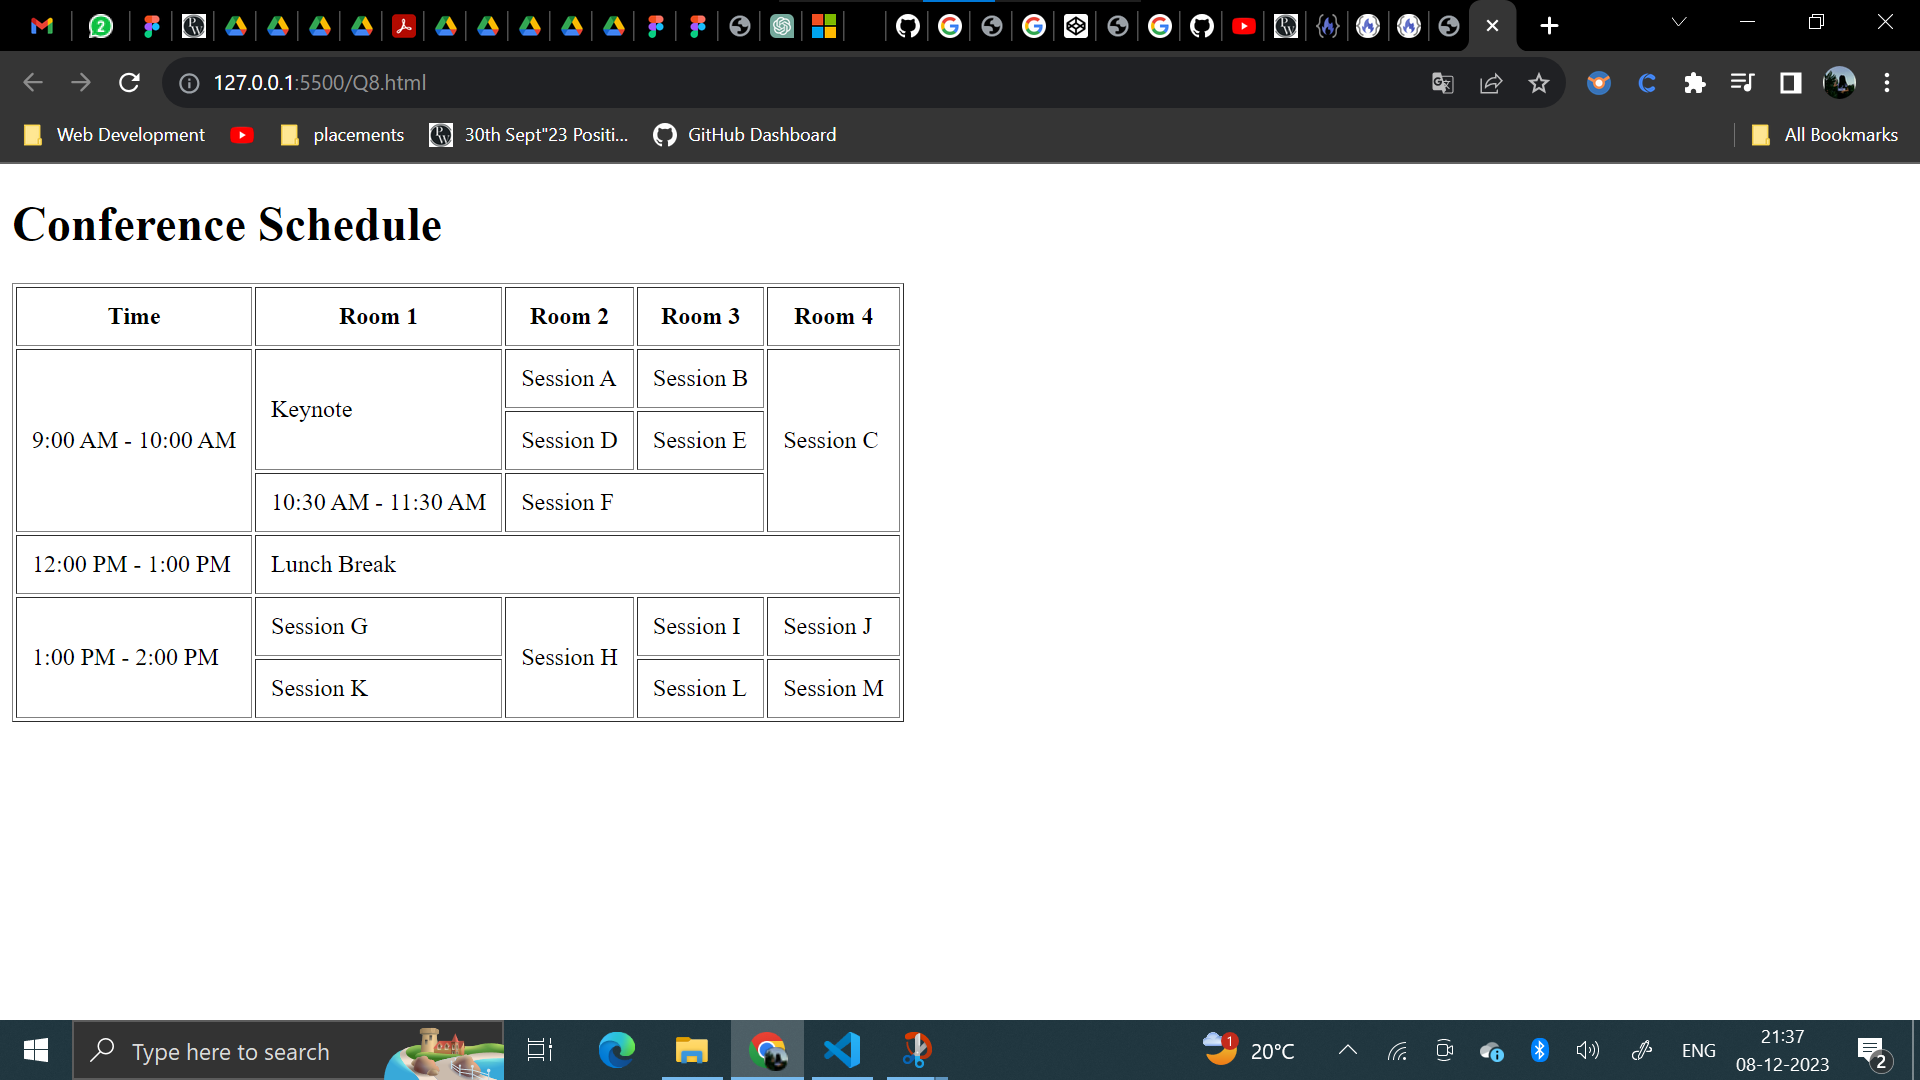 2
127.0.0.1:5500/Q8.html
Web Development placements 30th Sept"23 Positi... GitHub Dashboard All Bookmarks
Conference Schedule
Time Room 1 Room 2 Room 3 Room 4
9:00 AM - 10:00 AM Keynote Session A Session B Session C
Session D Session E
10:30 AM - 11:30 AM Session F
12:00 PM - 1:00 PM Lunch Break
1:00 PM - 2:00 PM Session G Session H Session I Session J
Session K Session L Session M
Type here to search 1 20°C ENG 21:37
08-12-2023 2